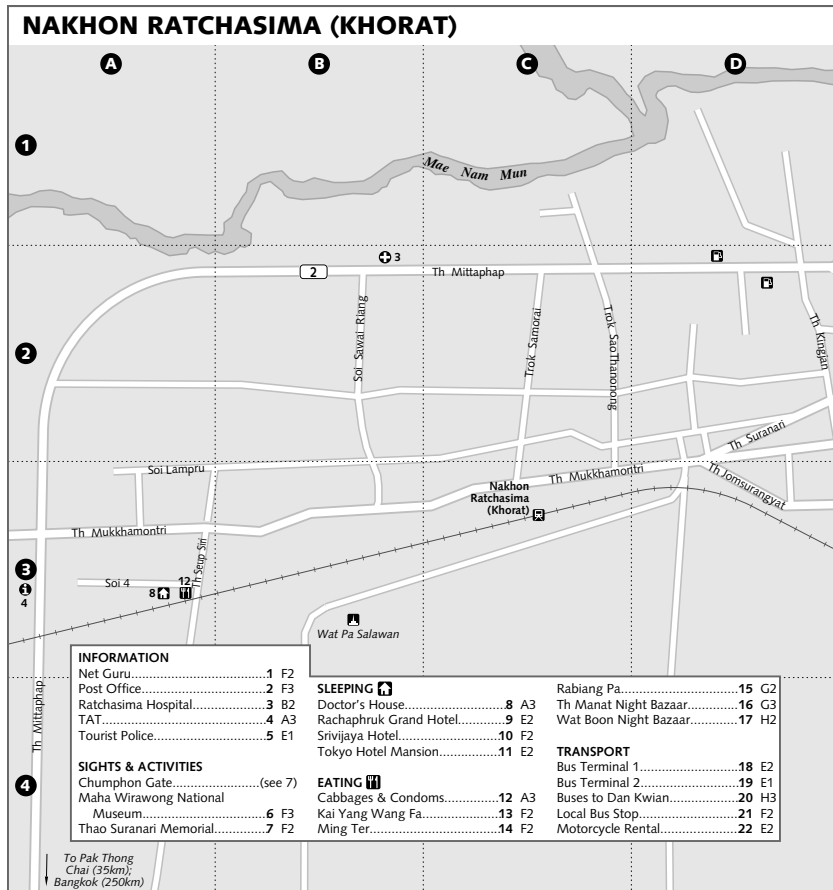 NAKHON RATCHASIMA (KHORAT)
A
B
C
D
1
Mae Nam Mun
3
2
Th Mittaphap
2
Soi Sawai Riang
Trok Samorai
Trok Sao Thanonong
Th Kingjan
Th Suranari
Soi Lampru
Th Mukkhamontri
Th Jomsurangyat
Nakhon
Ratchasima
(Khorat)
Th Mukkhamontri
Th Seup Siri
3
4
Soi 4
12
8
Wat Pa Salawan
Th Mittaphap
4
To Pak Thong
Chai (35km);
Bangkok (250km)
INFORMATION
Net Guru 1 F2
Post Office 2 F3
Ratchasima Hospital 3 B2
TAT 4 A3
Tourist Police 5 E1
SIGHTS & ACTIVITIES
Chumphon Gate (see 7)
Maha Wirawong National
Museum 6 F3
Thao Suranari Memorial 7 F2
SLEEPING
Doctor's House 8 A3
Rachaphruk Grand Hotel 9 E2
Srivijaya Hotel 10 F2
Tokyo Hotel Mansion 11 E2
EATING
Cabbages & Condoms 12 A3
Kai Yang Wang Fa 13 F2
Ming Ter 14 F2
Rabiang Pa 15 G2
Th Manat Night Bazaar 16 G3
Wat Boon Night Bazaar 17 H2
TRANSPORT
Bus Terminal 1 18 E2
Bus Terminal 2 19 E1
Buses to Dan Kwian 20 H3
Local Bus Stop 21 F2
Motorcycle Rental 22 E2